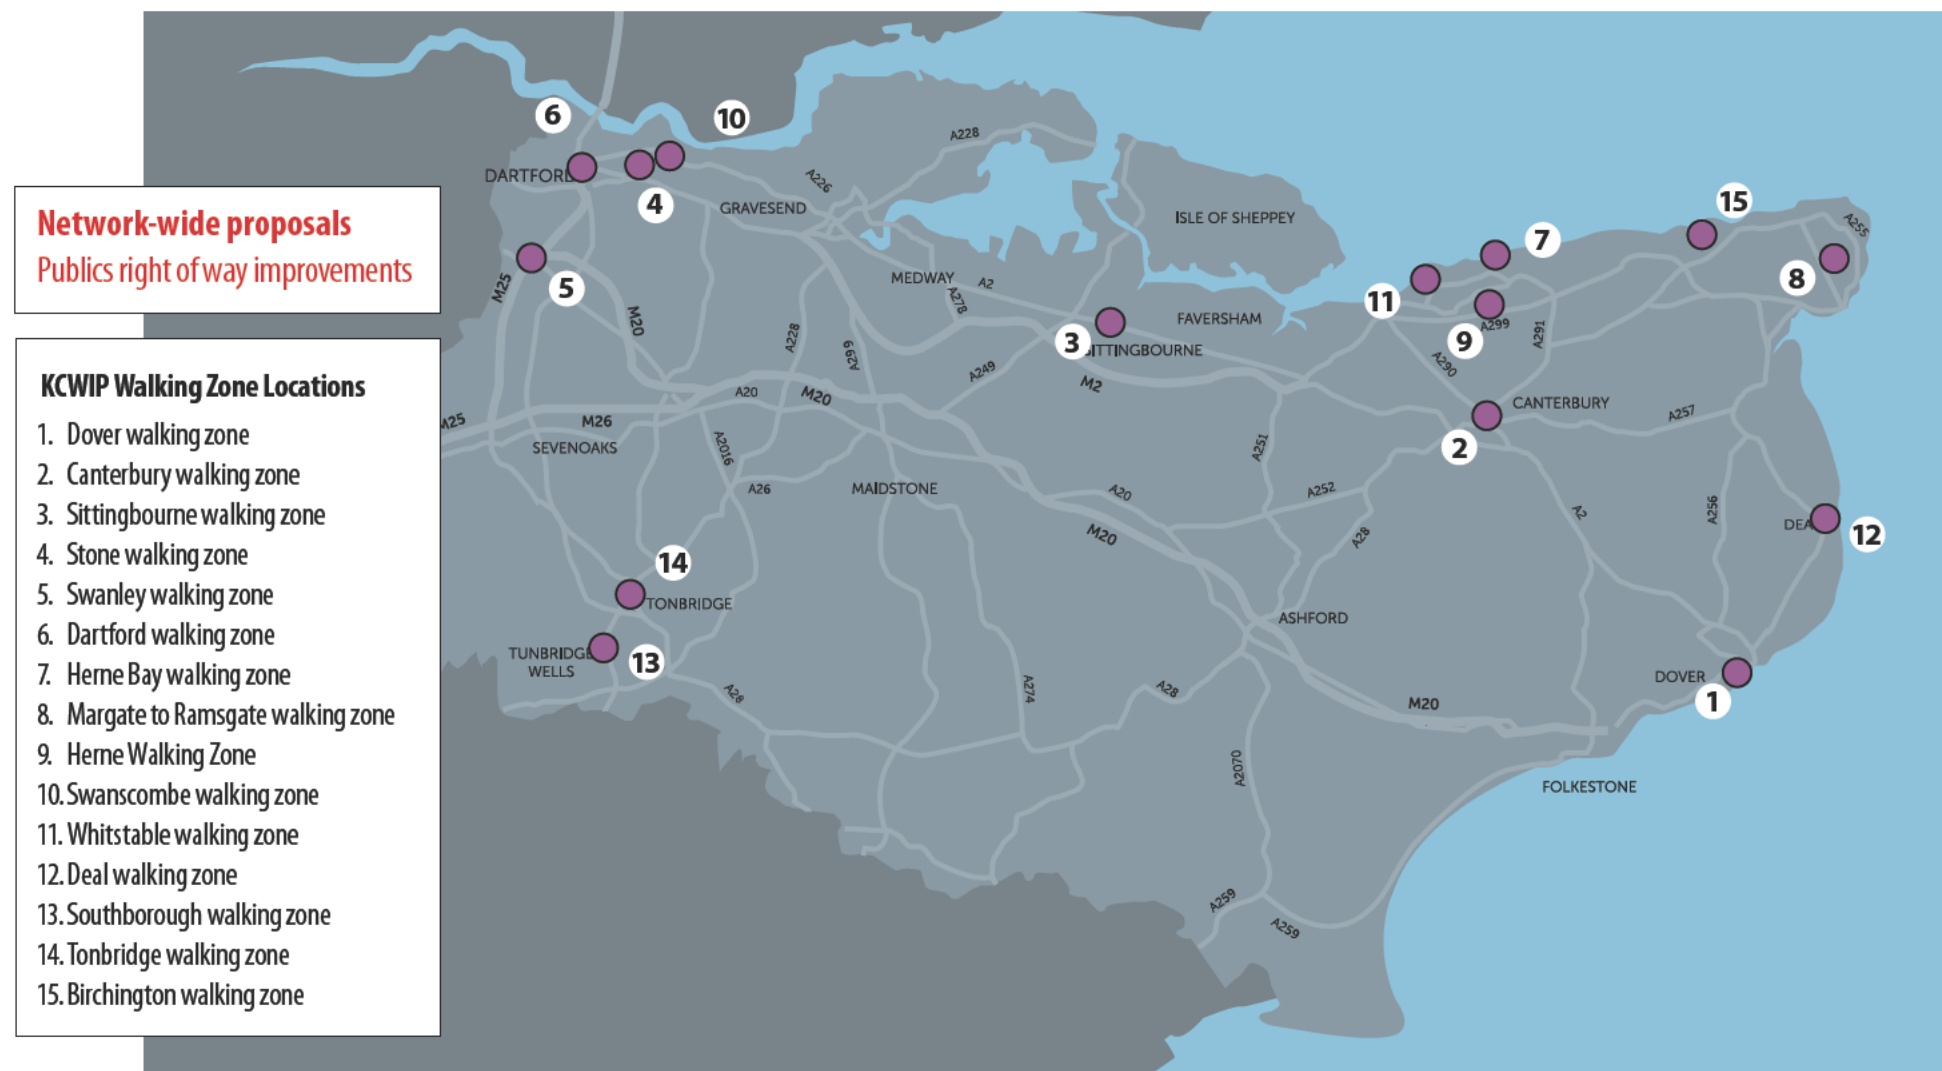 Network-wide proposals
Publics right of way improvements
KCWIP Walking Zone Locations
1. Dover walking zone
2. Canterbury walking zone
3. Sittingbourne walking zone
4. Stone walking zone
5. Swanley walking zone
6. Dartford walking zone
7. Herne Bay walking zone
8. Margate to Ramsgate walking zone
9. Herne Walking Zone
10. Swanscombe walking zone
11. Whitstable walking zone
12. Deal walking zone
13. Southborough walking zone
14. Tonbridge walking zone
15. Birchington walking zone
6
10
A228
DARTFORD
A226
4
GRAVESEND
ISLE OF SHEPPEY
15
A255
7
8
M25
5
MEDWAY
A2
A278
11
M20
A228
A299
3
FAVERSHAM
SITTINGBOURNE
9
A299
A291
A290
A249
M2
A20
M20
M25
M26
SEVENOAKS
A2016
CANTERBURY
A257
2
A251
A26
MAIDSTONE
A20
A252
A2
A256
M20
A28
DEA
12
14
TONBRIDGE
ASHFORD
TUNBRIDGE
WELLS
13
A28
A274
A28
M20
DOVER
1
A2070
FOLKESTONE
A259
A259